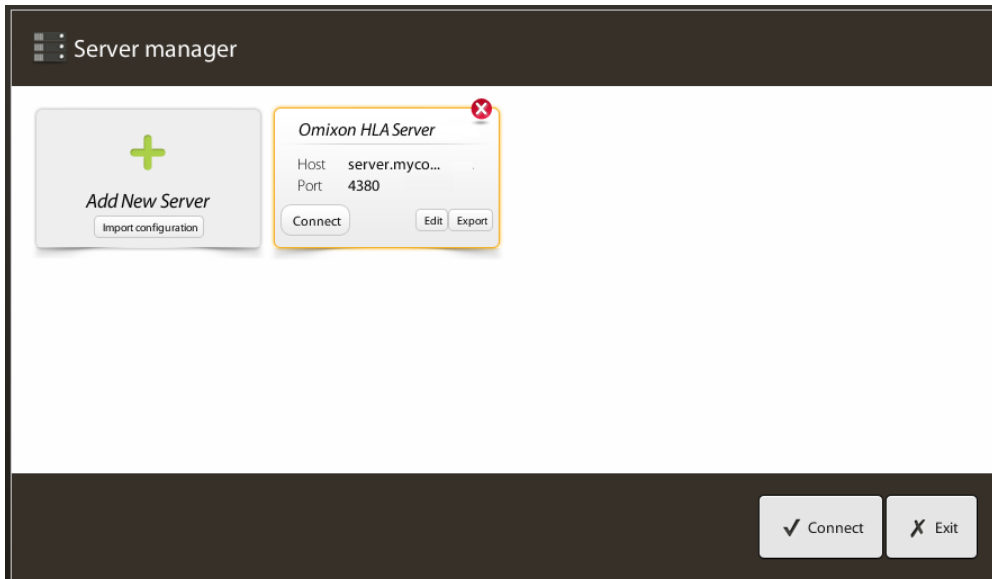 Server manager
Add New Server
Import configuration
Omixon HLA Server
Host server.myco...
Port 4380
Connect Edit Export
Connect Exit